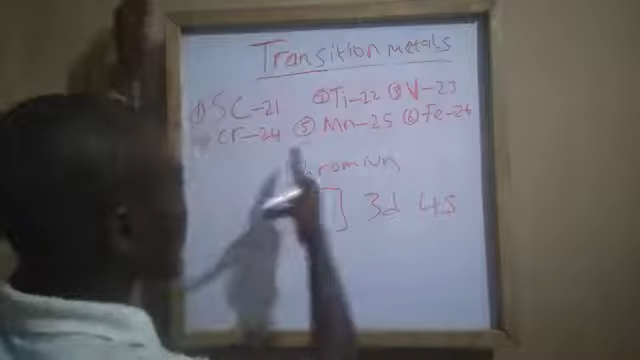 Transition metals
① SC-21 ② Ti-22 ③ V-23
Cr-24 ⑤ Mn-25 ⑥ Fe-26
] 3d 4s